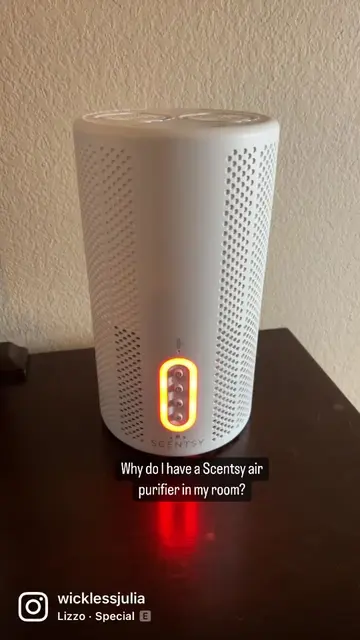 SCENTSY
Why do I have a Scentsy air
purifier in my room?
wicklessjulia
Lizzo · Special E